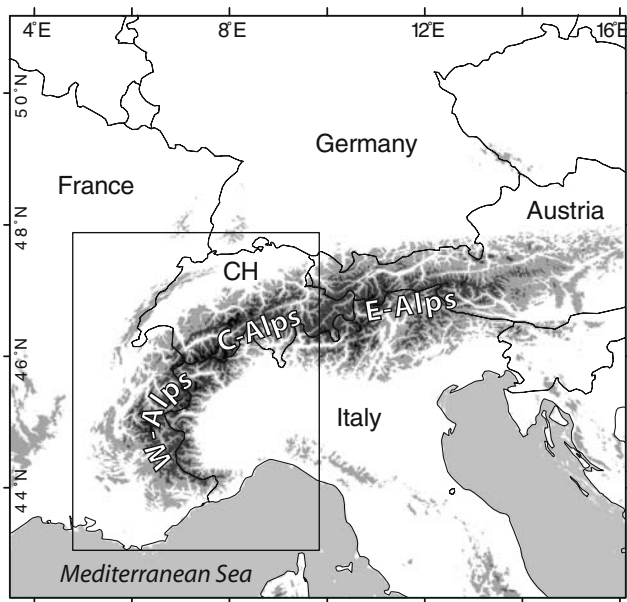 4°E 8°E 12°E 16°E
50°N
Germany
France
48°N
Austria
CH
E-Alps
C-Alps
46°N
W-Alps
Italy
44°N
Mediterranean Sea